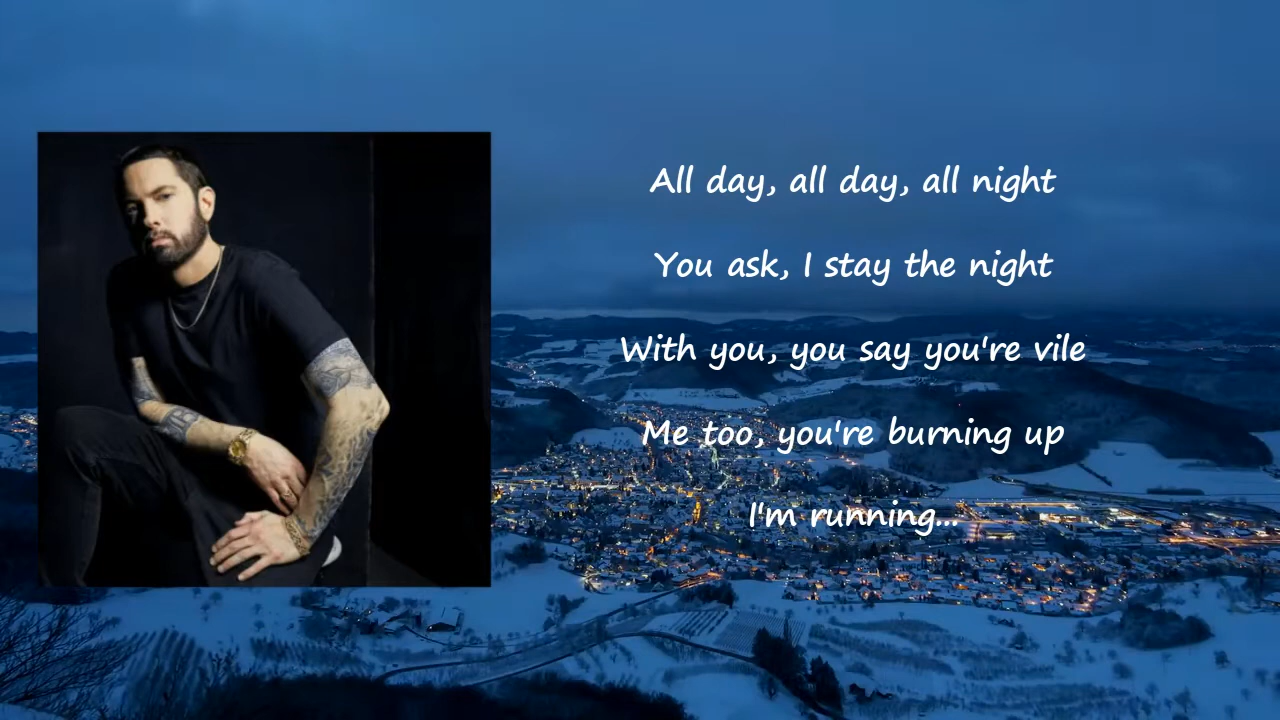 All day, all day, all night
You ask, I stay the night
With you, you say you're vile
Me too, you're burning up
I'm running...